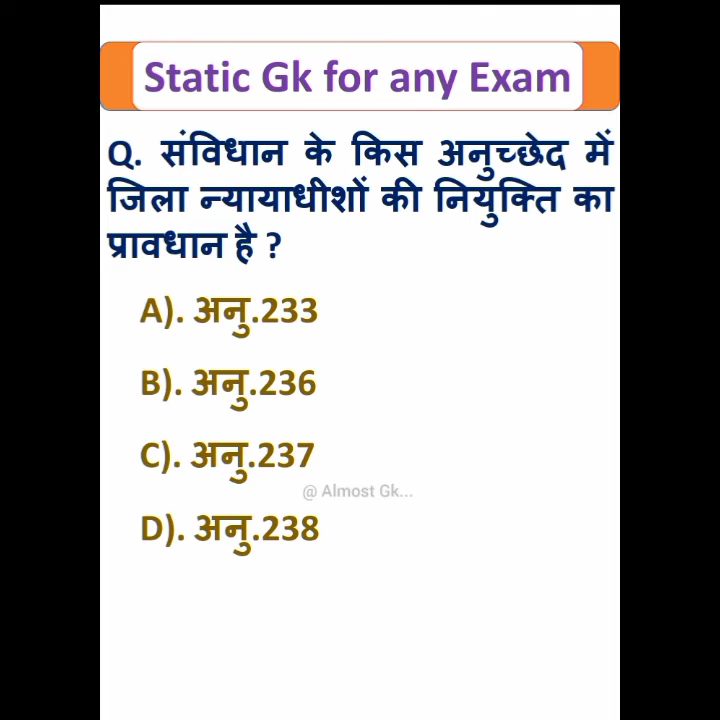 Static Gk for any Exam
Q. संविधान के किस अनुच्छेद में
जिला न्यायाधीशों की नियुक्ति का
प्रावधान है ?
A). अनु.233
B). अनु.236
C). अनु.237
@ Almost Gk...
D). अनु.238